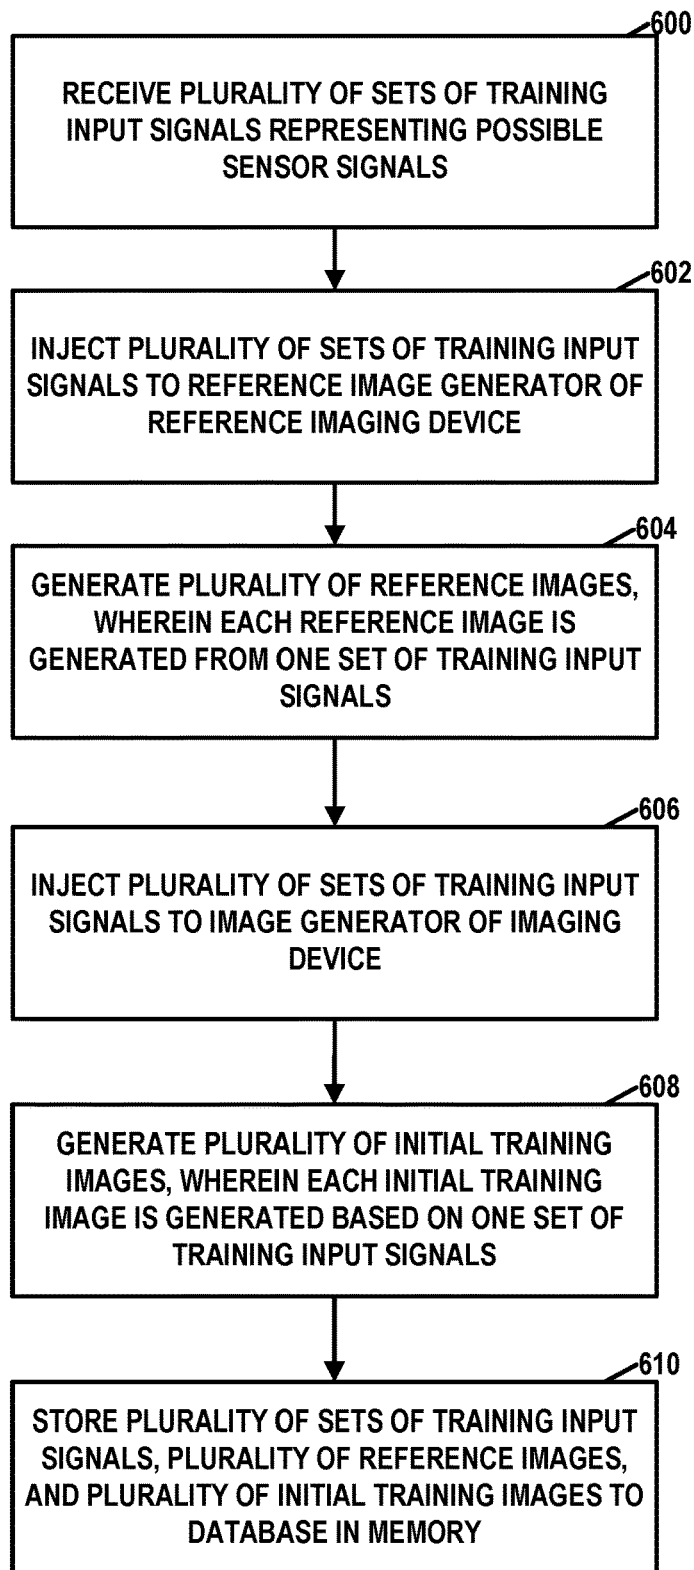 600
RECEIVE PLURALITY OF SETS OF TRAINING
INPUT SIGNALS REPRESENTING POSSIBLE
SENSOR SIGNALS
602
INJECT PLURALITY OF SETS OF TRAINING INPUT
SIGNALS TO REFERENCE IMAGE GENERATOR OF
REFERENCE IMAGING DEVICE
604
GENERATE PLURALITY OF REFERENCE IMAGES,
WHEREIN EACH REFERENCE IMAGE IS
GENERATED FROM ONE SET OF TRAINING INPUT
SIGNALS
606
INJECT PLURALITY OF SETS OF TRAINING INPUT
SIGNALS TO IMAGE GENERATOR OF IMAGING
DEVICE
608
GENERATE PLURALITY OF INITIAL TRAINING
IMAGES, WHEREIN EACH INITIAL TRAINING
IMAGE IS GENERATED BASED ON ONE SET OF
TRAINING INPUT SIGNALS
610
STORE PLURALITY OF SETS OF TRAINING INPUT
SIGNALS, PLURALITY OF REFERENCE IMAGES,
AND PLURALITY OF INITIAL TRAINING IMAGES TO
DATABASE IN MEMORY